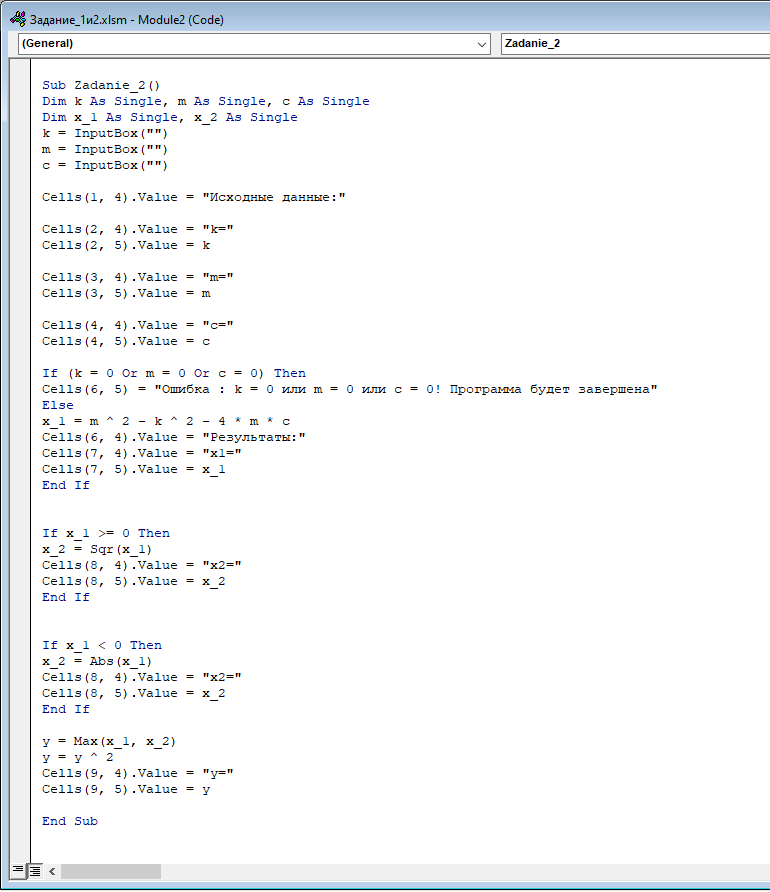 Задание_1и2.xlsm - Module2 (Code)
(General)
Zadanie_2
Sub Zadanie_2()
Dim k As Single, m As Single, c As Single
Dim x_1 As Single, x_2 As Single
k = InputBox("")
m = InputBox("")
c = InputBox("")
Cells(1, 4).Value = "Исходные данные:"
Cells(2, 4).Value = "k="
Cells(2, 5).Value = k
Cells(3, 4).Value = "m="
Cells(3, 5).Value = m
Cells(4, 4).Value = "c="
Cells(4, 5).Value = c
If (k = 0 Or m = 0 Or c = 0) Then
Cells(6, 5) = "Ошибка : k = 0 или m = 0 или c = 0! Программа будет завершена"
Else
x_1 = m ^ 2 - k ^ 2 - 4 * m * c
Cells(6, 4).Value = "Результаты:"
Cells(7, 4).Value = "x1="
Cells(7, 5).Value = x_1
End If
If x_1 >= 0 Then
x_2 = Sqr(x_1)
Cells(8, 4).Value = "x2="
Cells(8, 5).Value = x_2
End If
If x_1 < 0 Then
x_2 = Abs(x_1)
Cells(8, 4).Value = "x2="
Cells(8, 5).Value = x_2
End If
y = Max(x_1, x_2)
y = y ^ 2
Cells(9, 4).Value = "y="
Cells(9, 5).Value = y
End Sub